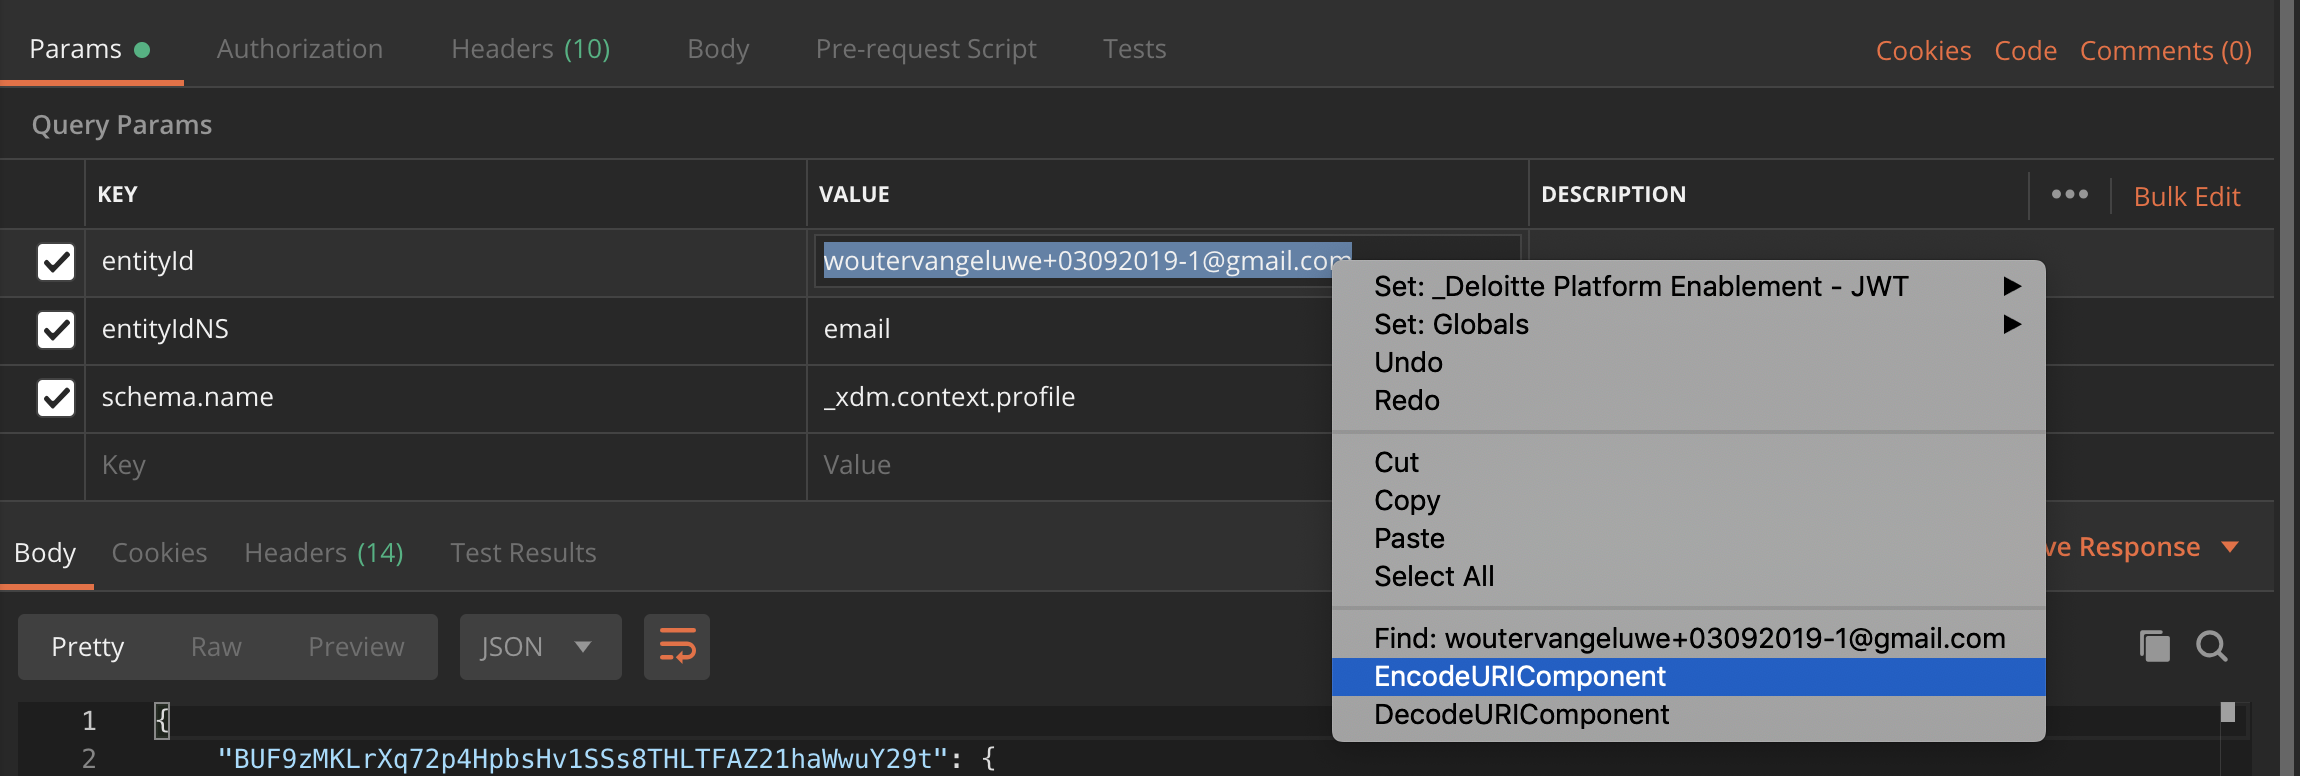 Params Authorization Headers (10) Body Pre-request Script Tests Cookies Code Comments (0)
Query Params
KEY VALUE DESCRIPTION ••• Bulk Edit
entityId woutervangeluwe+03092019-1@gmail.com
entityIdNS email
schema.name _xdm.context.profile
Key Value
Set: _Deloitte Platform Enablement - JWT
Set: Globals
Undo
Redo
Cut
Copy
Paste
Select All
Find: woutervangeluwe+03092019-1@gmail.com
EncodeURIComponent
DecodeURIComponent
Body Cookies Headers (14) Test Results ve Response
Pretty Raw Preview JSON
1 {
2 "BUF9zMKLrXq72p4HpbsHv1SSs8THLTFAZ21haWwuY29t": {